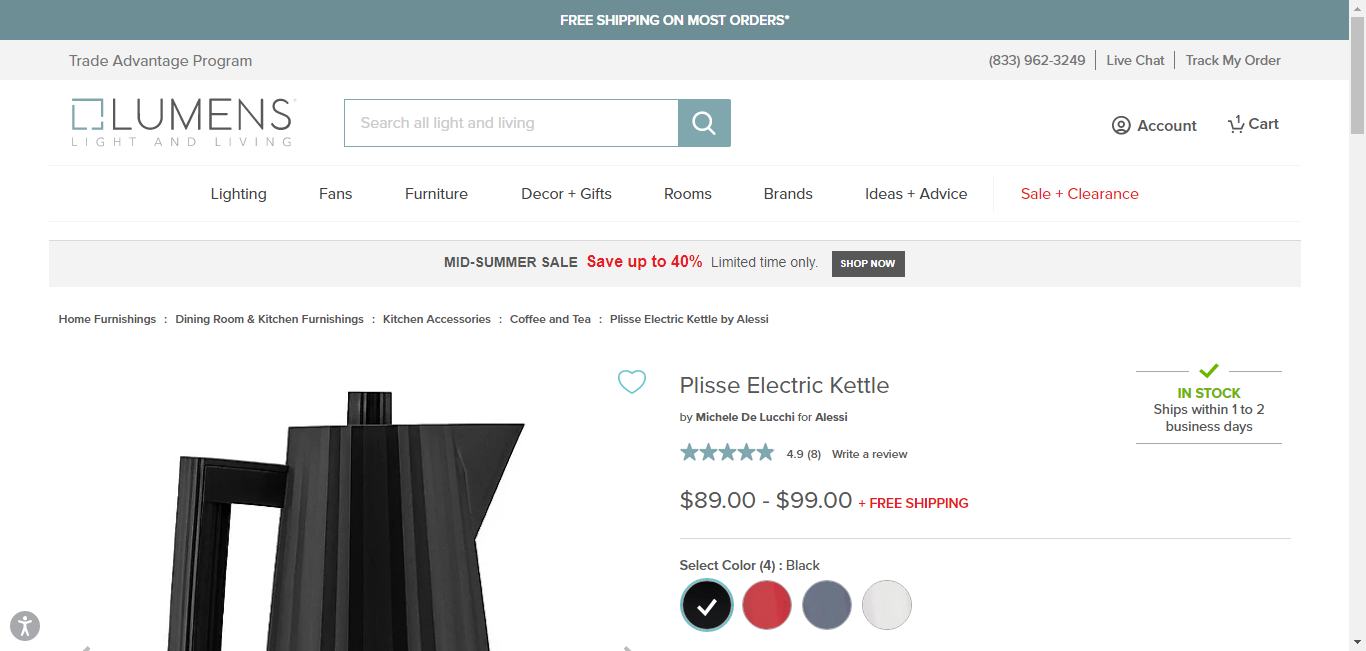 FREE SHIPPING ON MOST ORDERS*
Trade Advantage Program
(833) 962-3249
Live Chat
Track My Order
LUMENS
LIGHT AND LIVING
Search all light and living
Account
1
Cart
Lighting
Fans
Furniture
Decor + Gifts
Rooms
Brands
Ideas + Advice
Sale + Clearance
MID-SUMMER SALE Save up to 40% Limited time only. SHOP NOW
Home Furnishings : Dining Room & Kitchen Furnishings : Kitchen Accessories : Coffee and Tea : Plisse Electric Kettle by Alessi
Plisse Electric Kettle
by Michele De Lucchi for Alessi
4.9 (8) Write a review
$89.00 - $99.00 + FREE SHIPPING
IN STOCK
Ships within 1 to 2
business days
Select Color (4) : Black